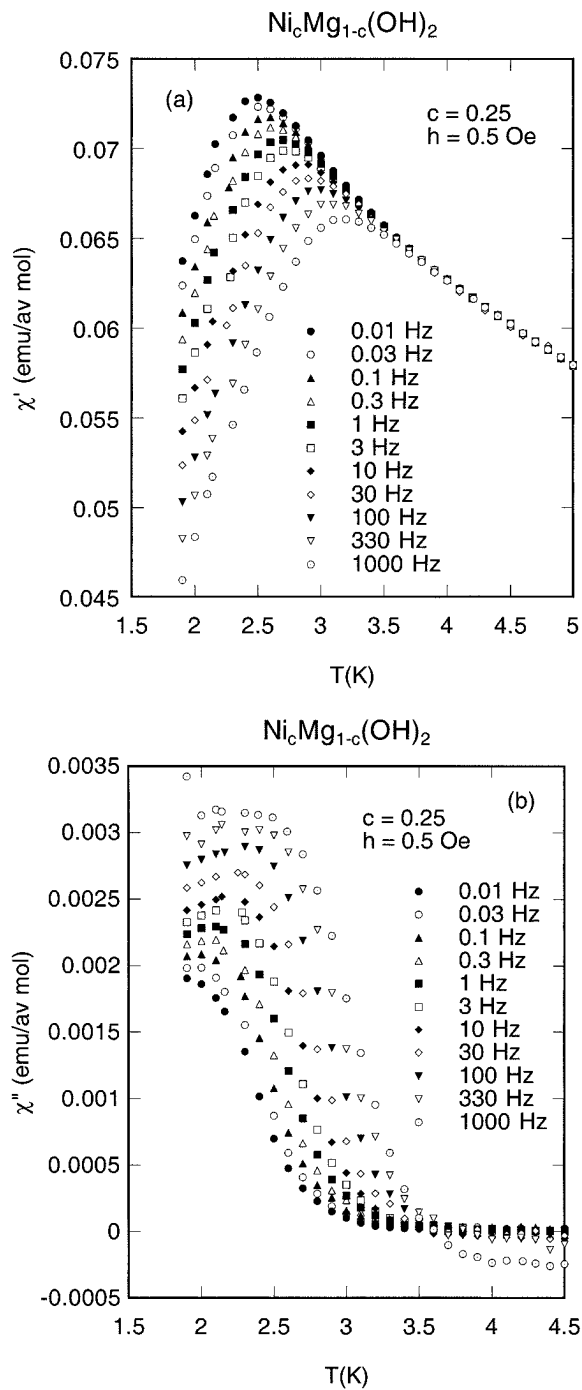 NicMg1-c(OH)2
(a)
c = 0.25
h = 0.5 Oe
0.075
0.07
0.065
0.06
0.055
0.05
0.045
χ' (emu/av mol)
0.01 Hz
0.03 Hz
0.1 Hz
0.3 Hz
1 Hz
3 Hz
10 Hz
30 Hz
100 Hz
330 Hz
1000 Hz
1.5 2 2.5 3 3.5 4 4.5 5
T(K)
NicMg1-c(OH)2
(b)
c = 0.25
h = 0.5 Oe
0.0035
0.003
0.0025
0.002
0.0015
0.001
0.0005
0
-0.0005
χ" (emu/av mol)
0.01 Hz
0.03 Hz
0.1 Hz
0.3 Hz
1 Hz
3 Hz
10 Hz
30 Hz
100 Hz
330 Hz
1000 Hz
1.5 2 2.5 3 3.5 4 4.5
T(K)